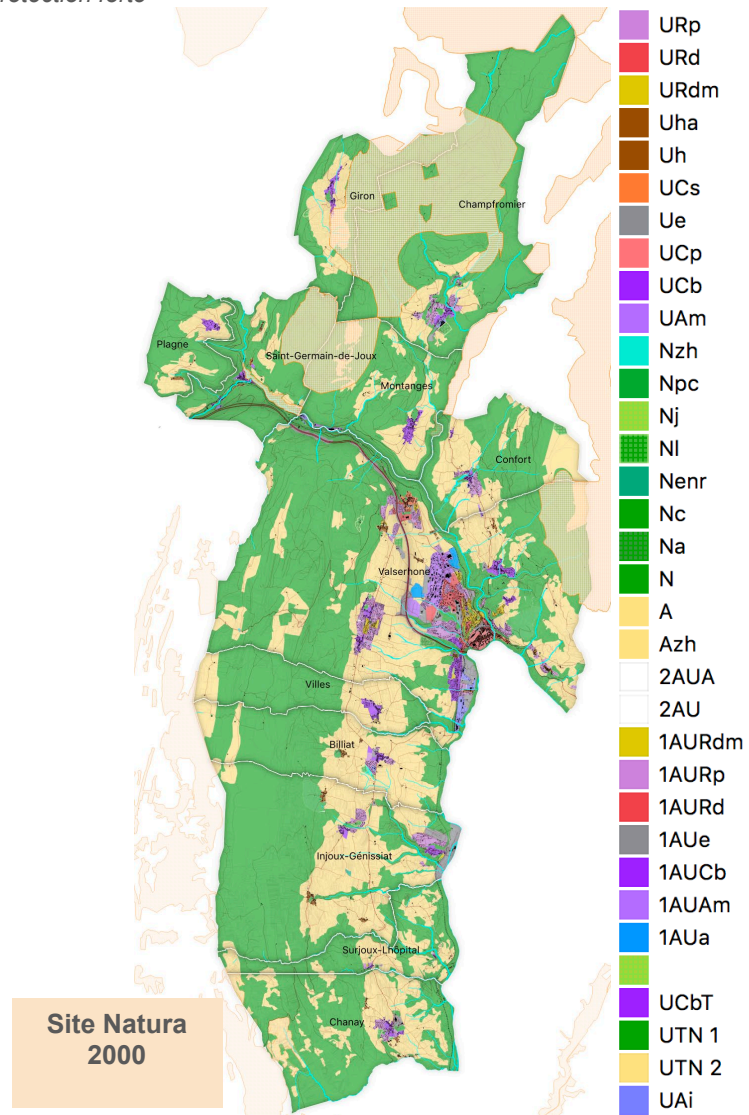 URp
URd
URdm
Uha
Uh
UCs
Ue
UCp
UCb
UAm
Nzh
Npc
Nj
Nl
Nenr
Nc
Na
N
A
Azh
2AUA
2AU
1AURdm
1AURp
1AURd
1AUe
1AUCb
1AUAm
1AUa
UCbT
UTN 1
UTN 2
UAi
Giron
Champfromier
Plagne
Saint-Germain-de-Joux
Montanges
Confort
Valserhône
Villes
Billiat
Injoux-Génissiat
Surjoux-Lhopital
Chanay
Site Natura
2000